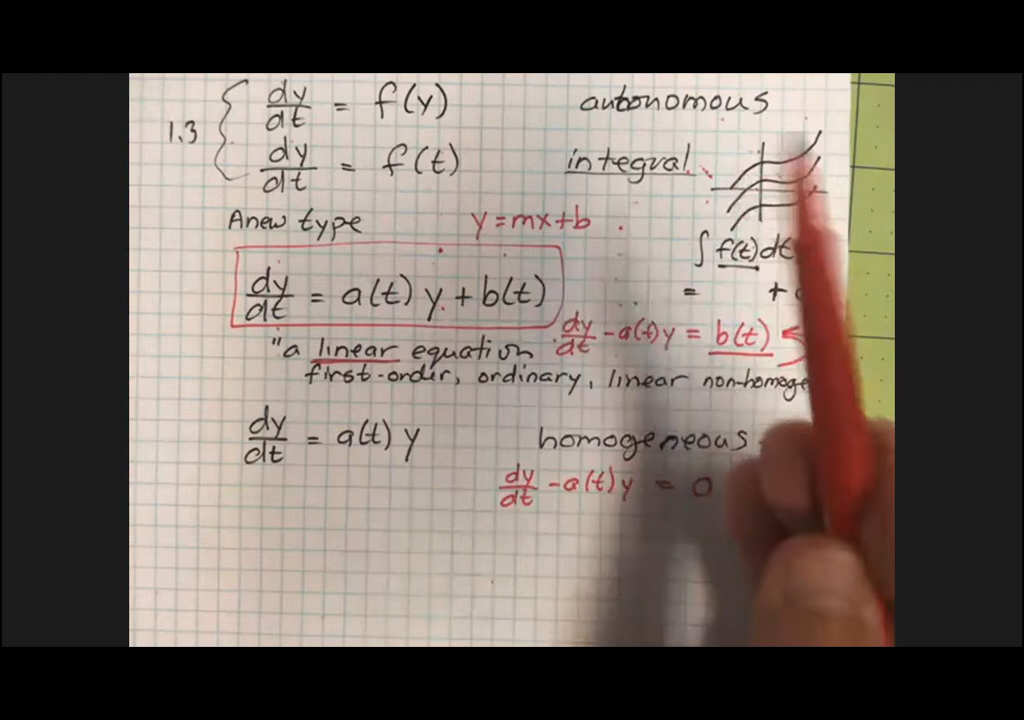 1.3 dy/dt = f(y) autonomous
dy/dt = f(t) integral
A new type y = mx + b
∫ f(t) dt
= +
dy/dt = a(t) y + b(t)
dy/dt - a(t) y = b(t)
"a linear equation
first-order, ordinary, linear
dy/dt = a(t) y homogeneous
dy/dt - a(t) y = 0